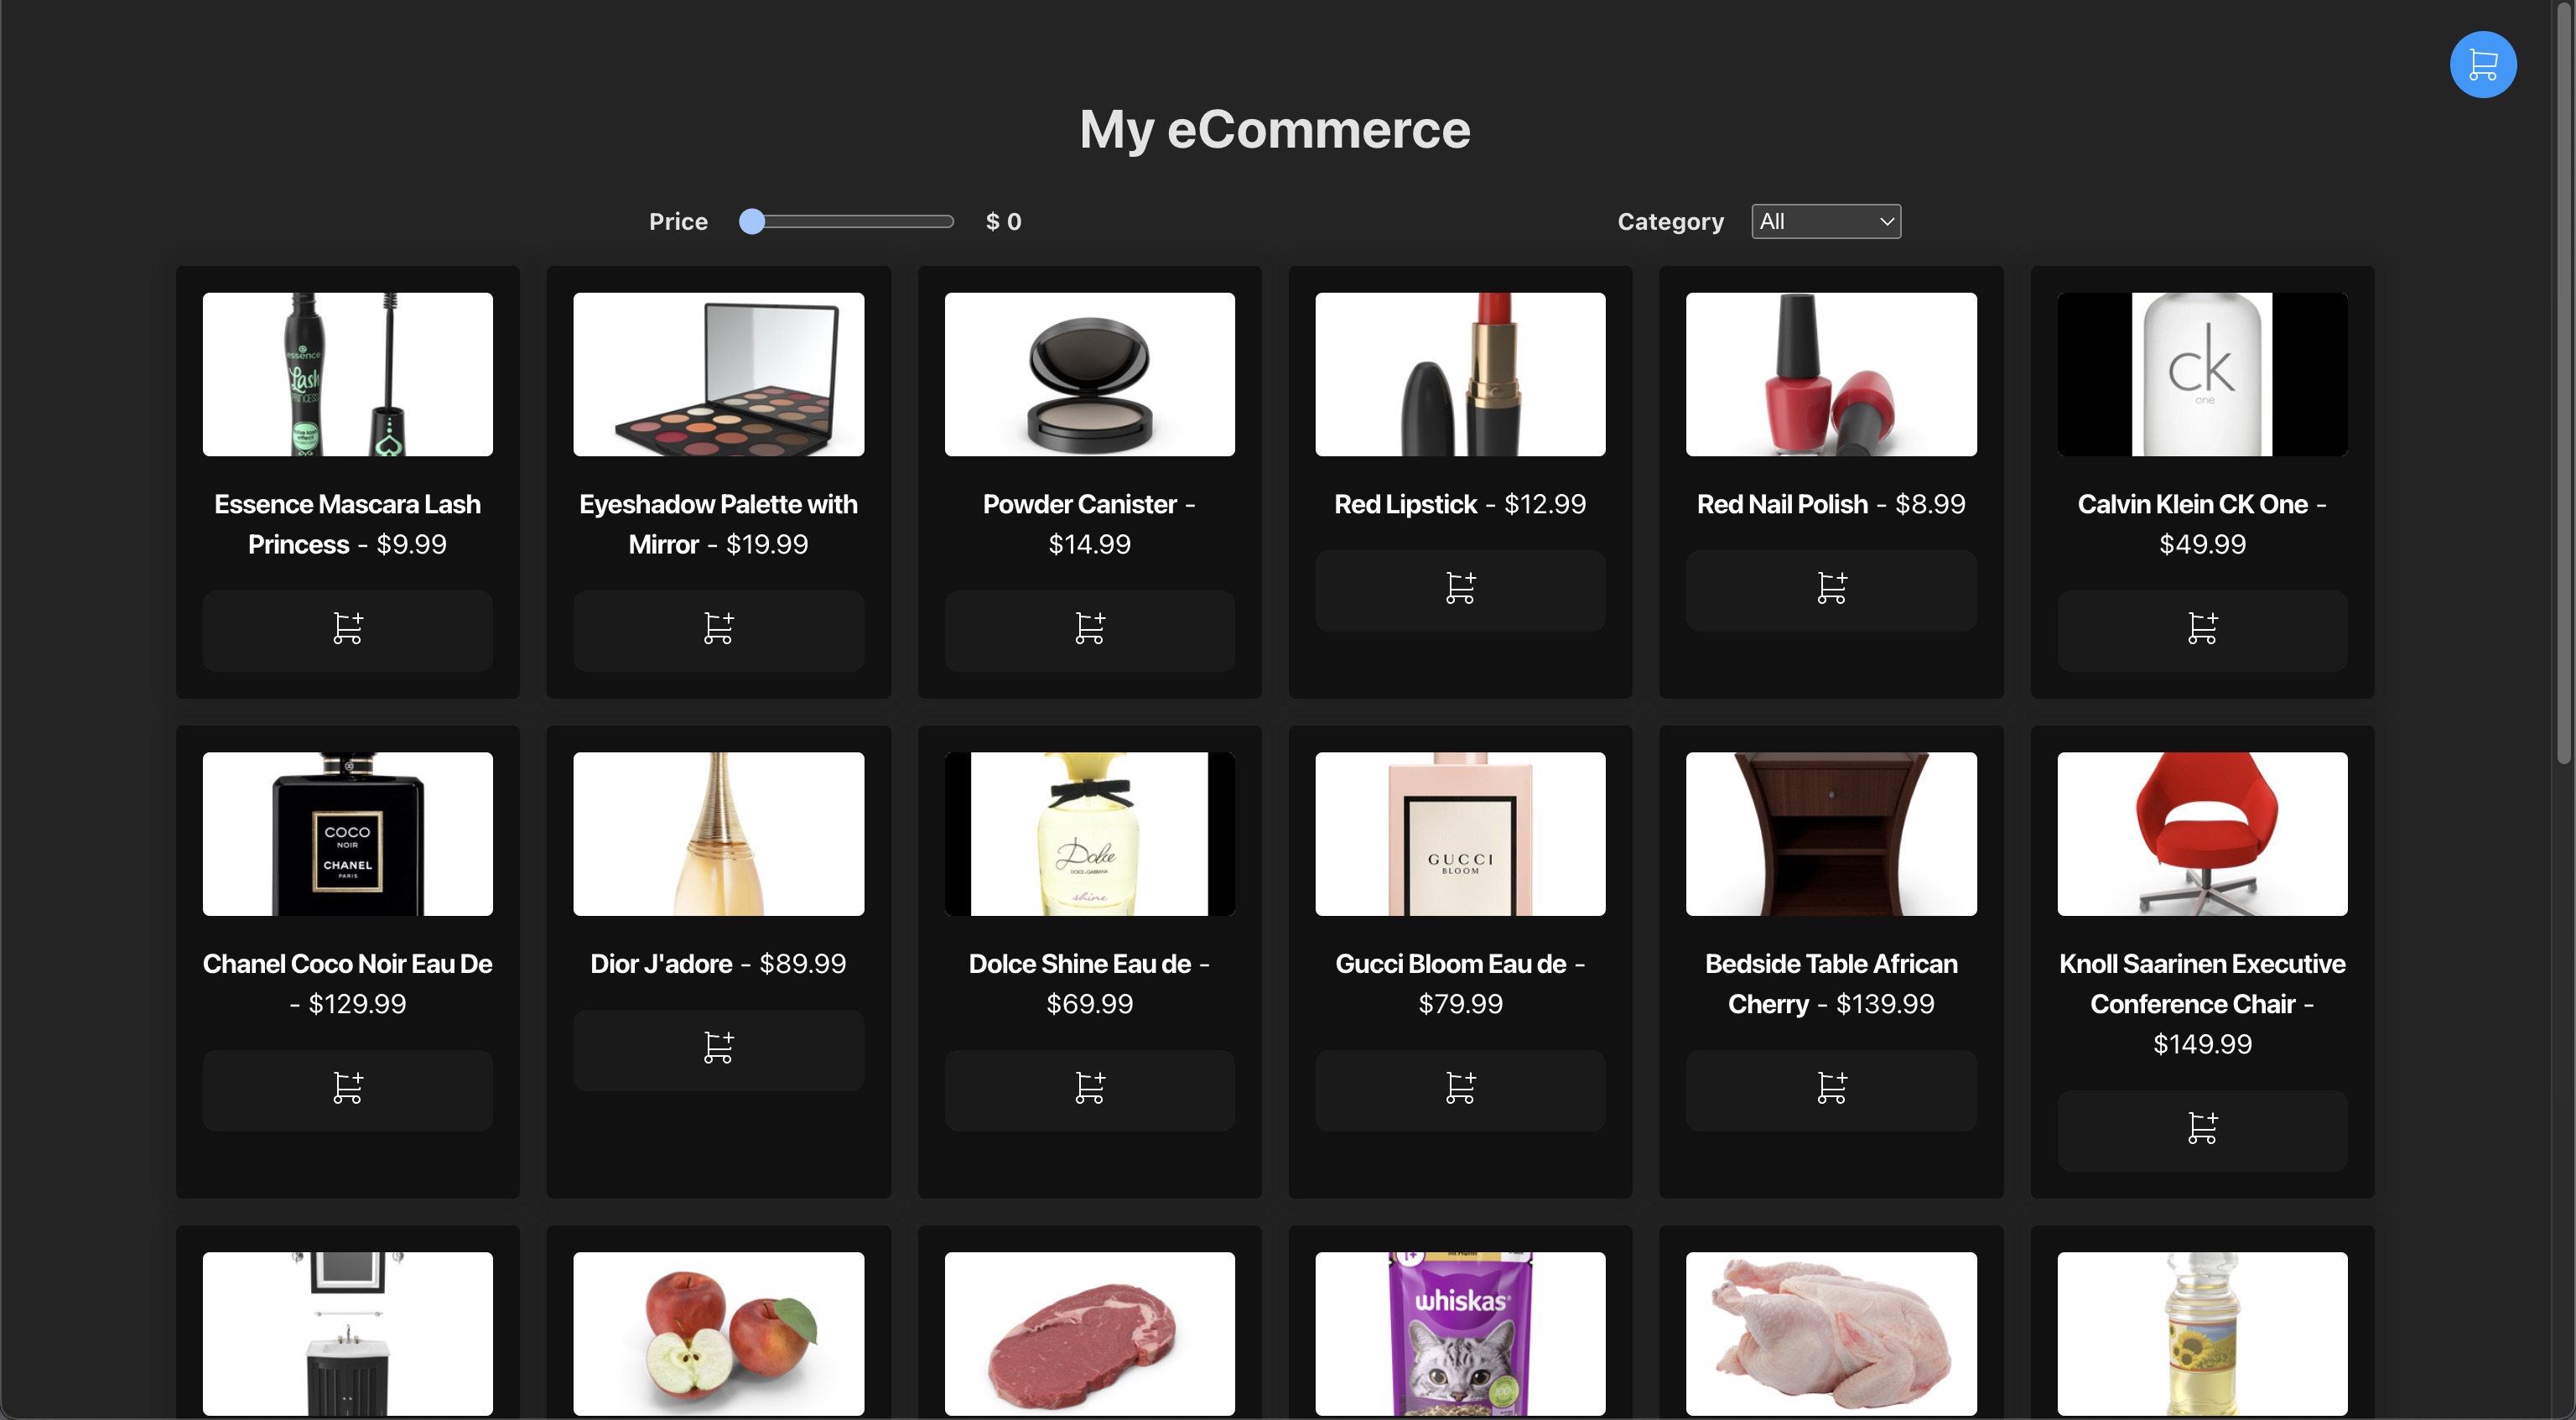 My eCommerce
Price $ 0
Category All
essence
Lash
PRINCESS
ck
one
Essence Mascara Lash
Princess - $9.99
Eyeshadow Palette with
Mirror - $19.99
Powder Canister -
$14.99
Red Lipstick - $12.99
Red Nail Polish - $8.99
Calvin Klein CK One -
$49.99
COCO
NOIR
CHANEL
PARIS
Dolce
DOLCE & GABBANA
shine
GUCCI
BLOOM
Chanel Coco Noir Eau De
- $129.99
Dior J'adore - $89.99
Dolce Shine Eau de -
$69.99
Gucci Bloom Eau de -
$79.99
Bedside Table African
Cherry - $139.99
Knoll Saarinen Executive
Conference Chair -
$149.99
1+
whiskas®
100%